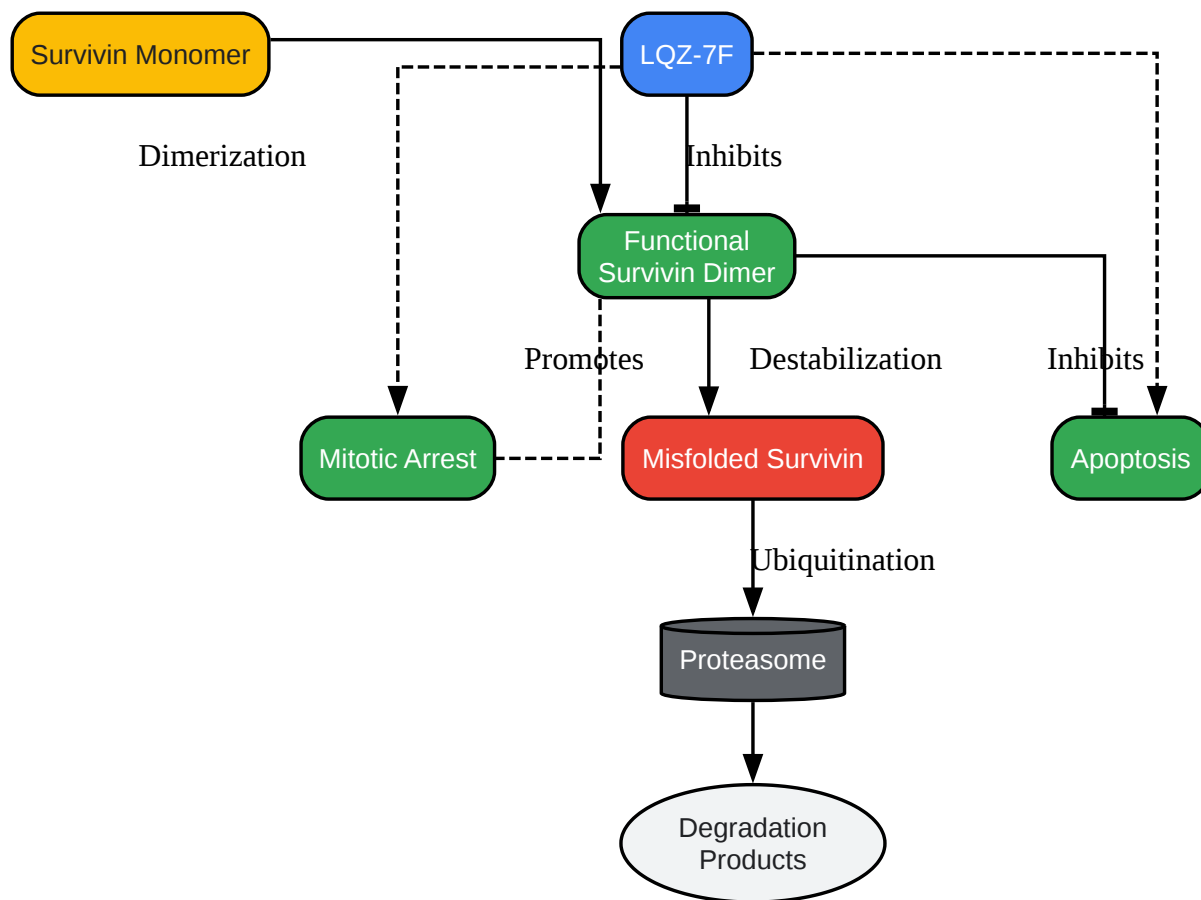 Survivin Monomer
LQZ-7F
Dimerization
Inhibits
Functional
Survivin Dimer
Promotes
Destabilization
Inhibits
Mitotic Arrest
Misfolded Survivin
Apoptosis
Ubiquitination
Proteasome
Degradation
Products